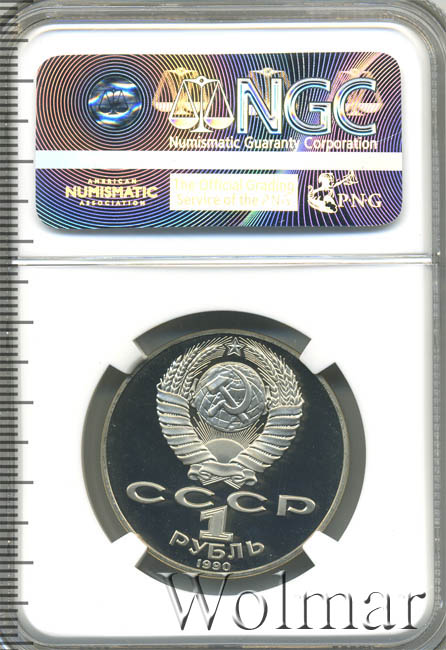 NGC
Numismatic Guaranty Corporation
AMERICAN
NUMISMATIC
ASSOCIATION
The Official Grading
Service of the PNG
PNG
СССР
1
РУБЛЬ
1990
Wolmar